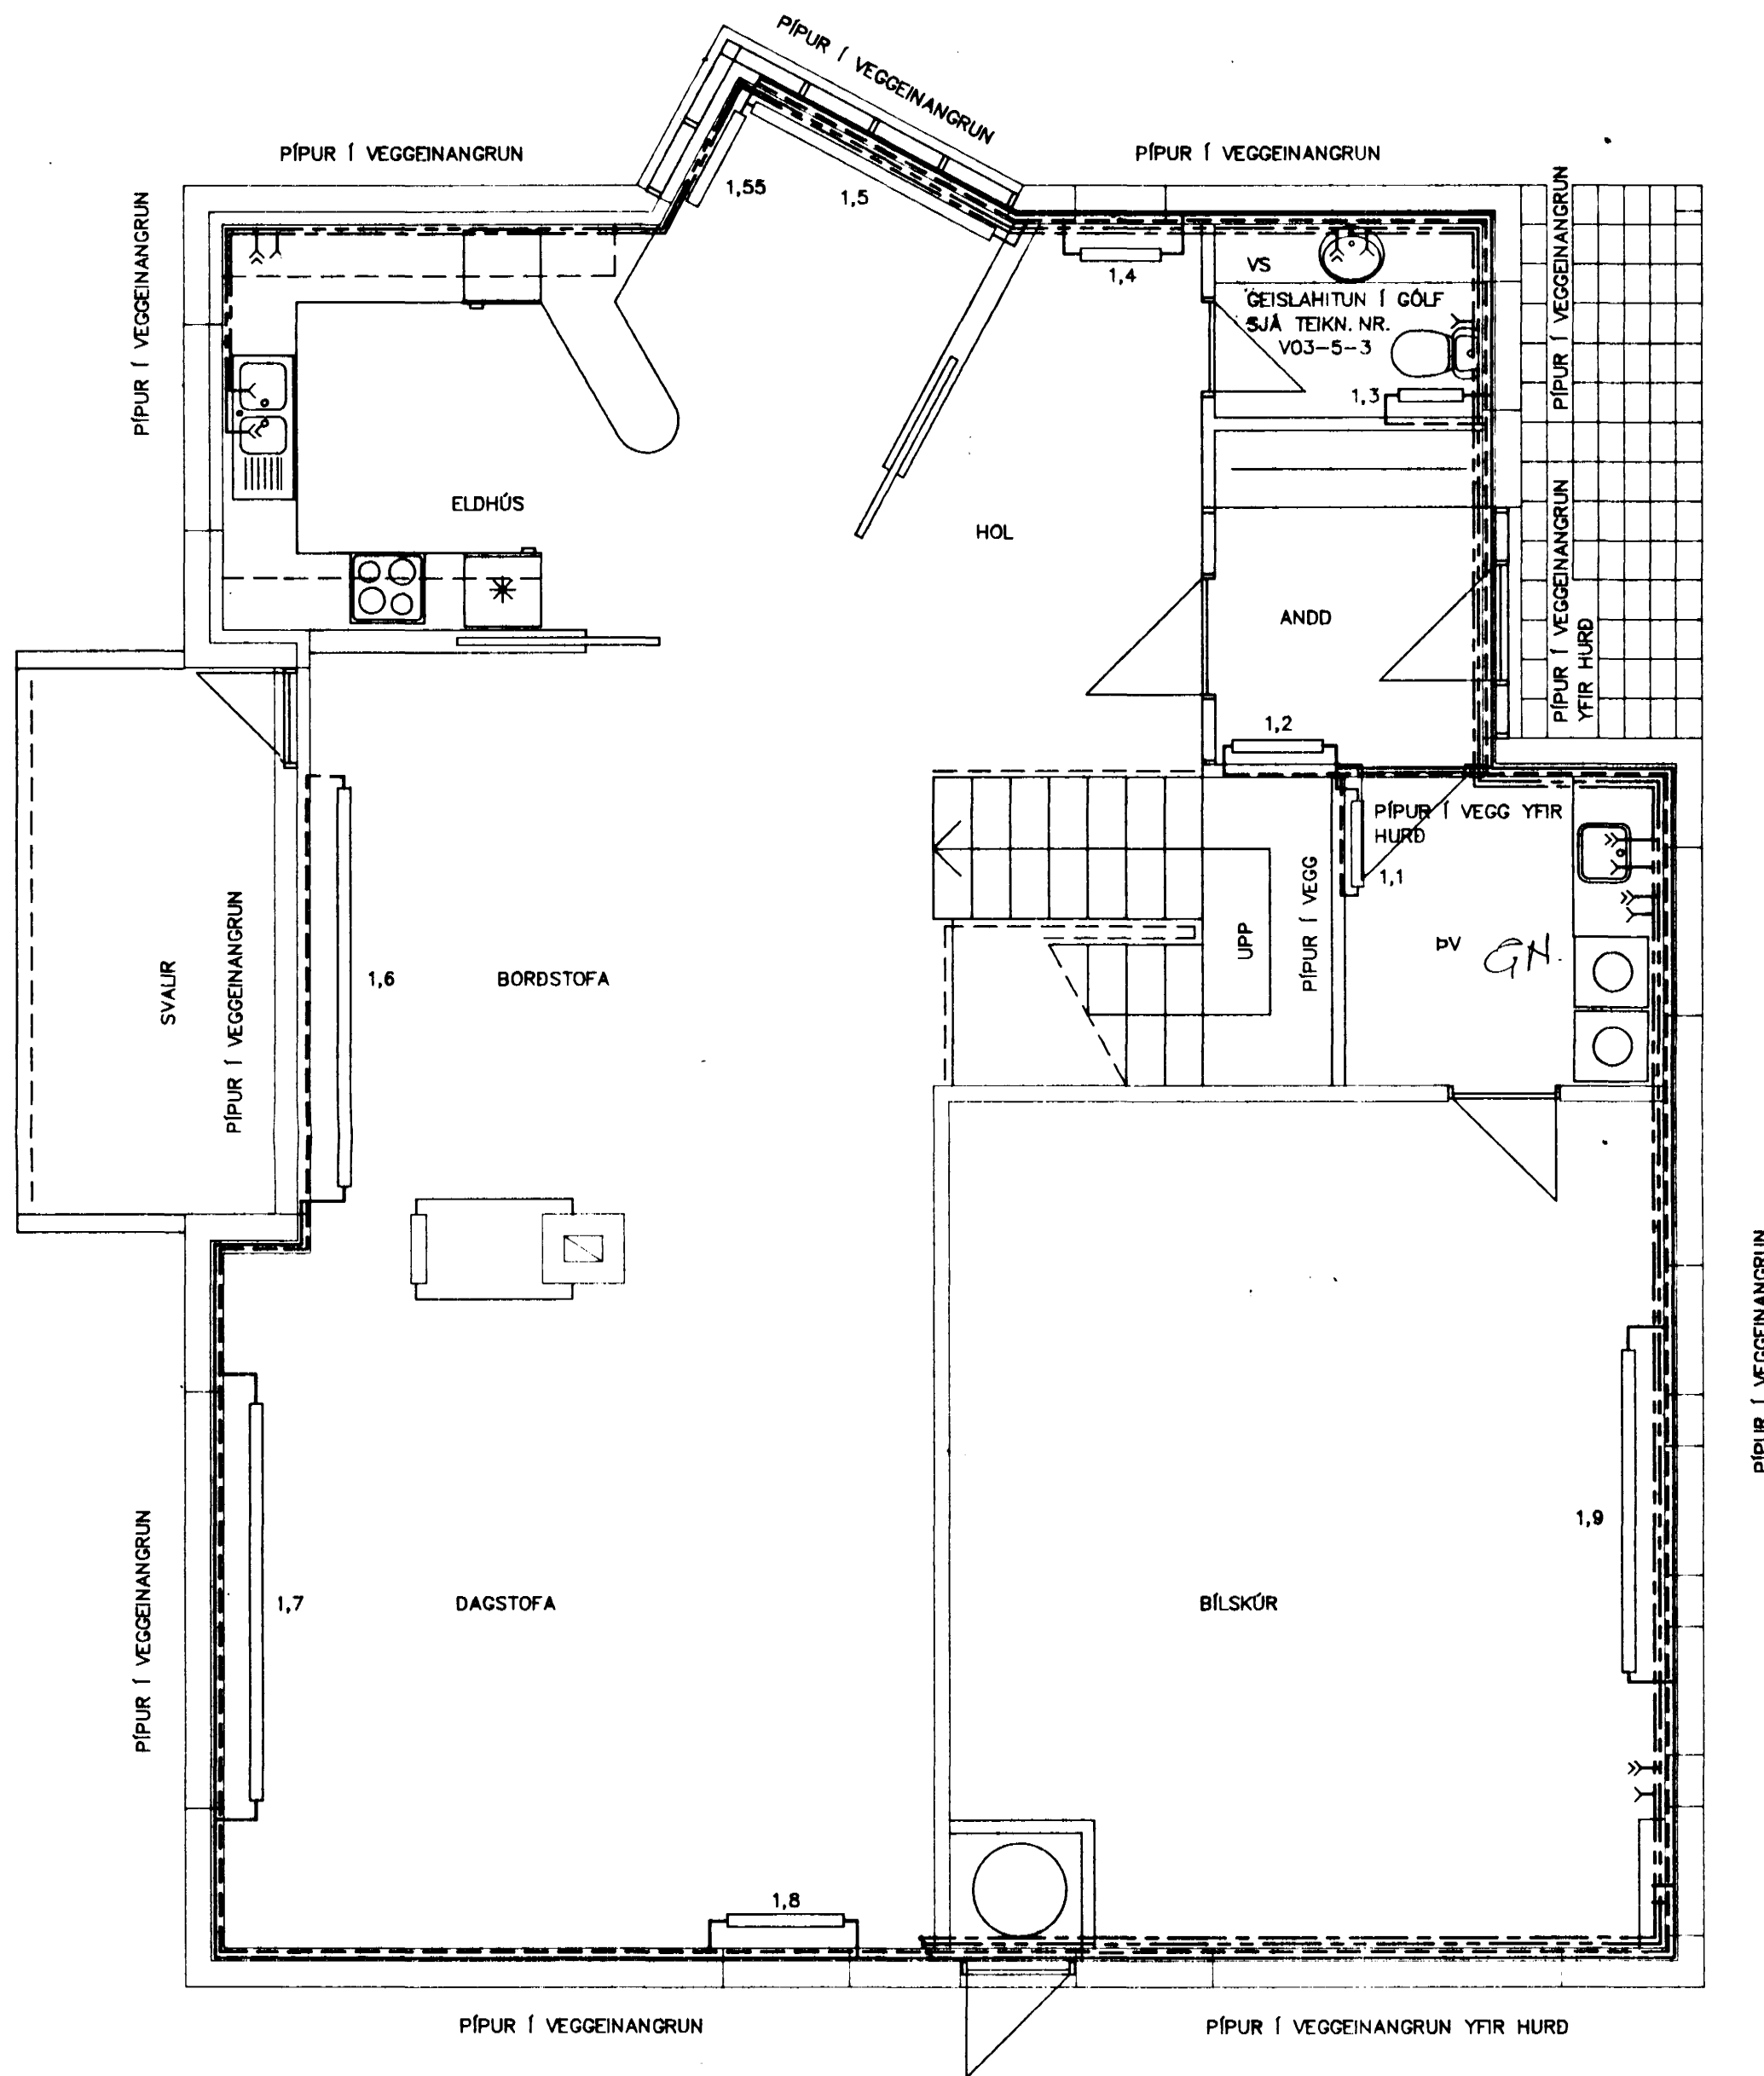 PÍPUR Í VEGGEINANGRUN
PÍPUR Í VEGGEINANGRUN
PÍPUR Í VEGGEINANGRUN
PÍPUR Í VEGGEINANGRUN
PÍPUR Í VEGGEINANGRUN
PÍPUR Í VEGGEINANGRUN
1,55
1,5
1,4
VS
GEISLAHITUN Í GÓLF
SJÁ TEIKN. NR.
V03-5-3
1,3
ELDHÚS
HOL
PÍPUR Í VEGGEINANGRUN
YFIR HURÐ
ANDD
1,2
PÍPUR Í VEGG YFIR
HURÐ
1,1
PÍPUR Í VEGG
UPP
ÞV
GN.
SVALIR
PÍPUR Í VEGGEINANGRUN
1,6
BORÐSTOFA
PÍPUR Í VEGGEINANGRUN
1,9
PÍPUR Í VEGGEINANGRUN
1,7
DAGSTOFA
BÍLSKÚR
1,8
PÍPUR Í VEGGEINANGRUN
PÍPUR Í VEGGEINANGRUN YFIR HURÐ